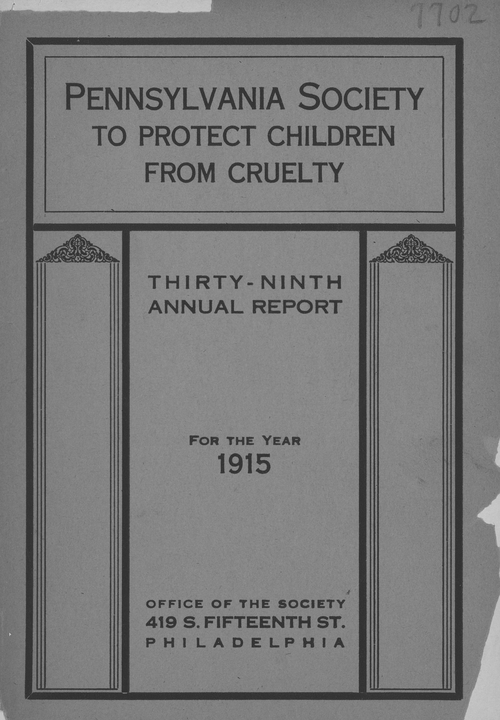 7702
PENNSYLVANIA SOCIETY
TO PROTECT CHILDREN
FROM CRUELTY
THIRTY-NINTH
ANNUAL REPORT
FOR THE YEAR
1915
OFFICE OF THE SOCIETY
419 S. FIFTEENTH ST.
PHILADELPHIA